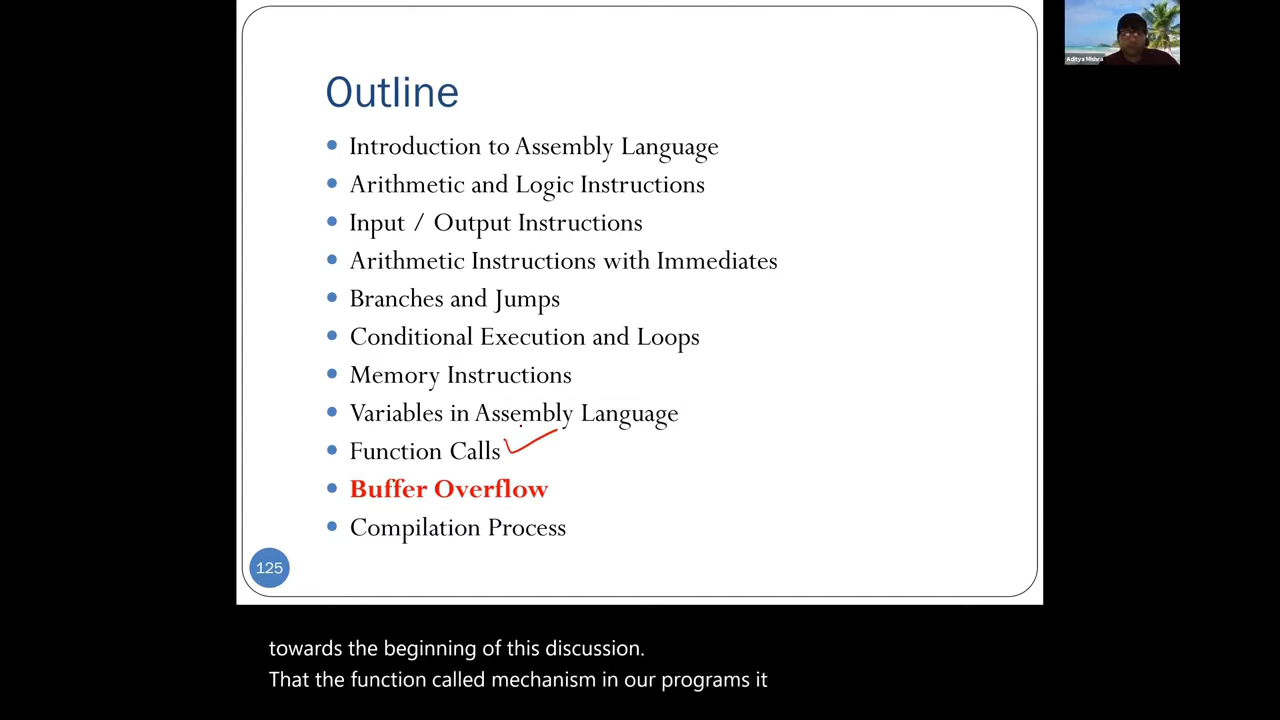 Aditya Mishra
Outline
Introduction to Assembly Language
Arithmetic and Logic Instructions
Input / Output Instructions
Arithmetic Instructions with Immediates
Branches and Jumps
Conditional Execution and Loops
Memory Instructions
Variables in Assembly Language
Function Calls
Buffer Overflow
Compilation Process
125
towards the beginning of this discussion.
That the function called mechanism in our programs it